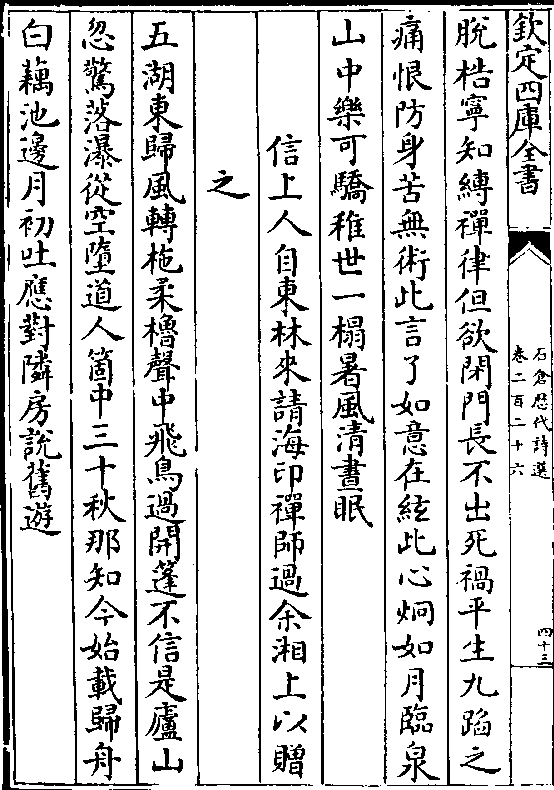 欽定四庫全書
石倉歴代詩選
卷二百二十六
四十三
脫梏寧知縛禪律但欲閉門長不出死禍平生九蹈之
痛恨防身苦無術此言了如意在絃此心炯如月臨泉
山中樂可驕稚世一榻暑風清晝眠
信上人自東林來請海印禪師過余湘上以贈
之
五湖東歸風轉柂柔櫓聲中飛鳥過開篷不信是廬山
忽驚落瀑從空墮道人箇中三十秋那知今始載歸舟
白藕池邊月初吐應對隣房說舊遊